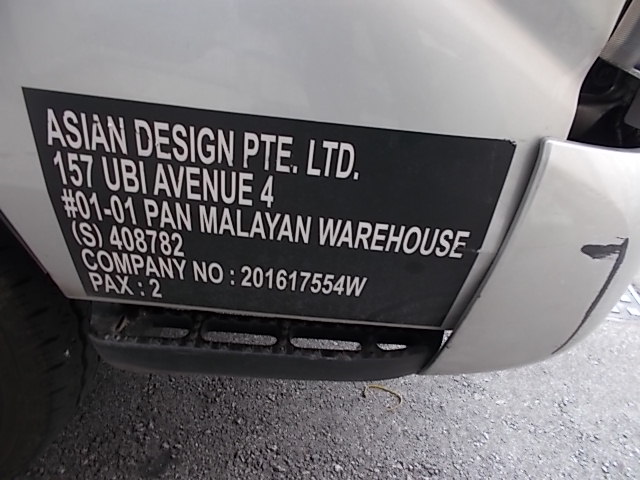 ASIAN DESIGN PTE. LTD.
157 UBI AVENUE 4
#01-01 PAN MALAYAN WAREHOUSE
(S) 408782
COMPANY NO : 201617554W
PAX : 2